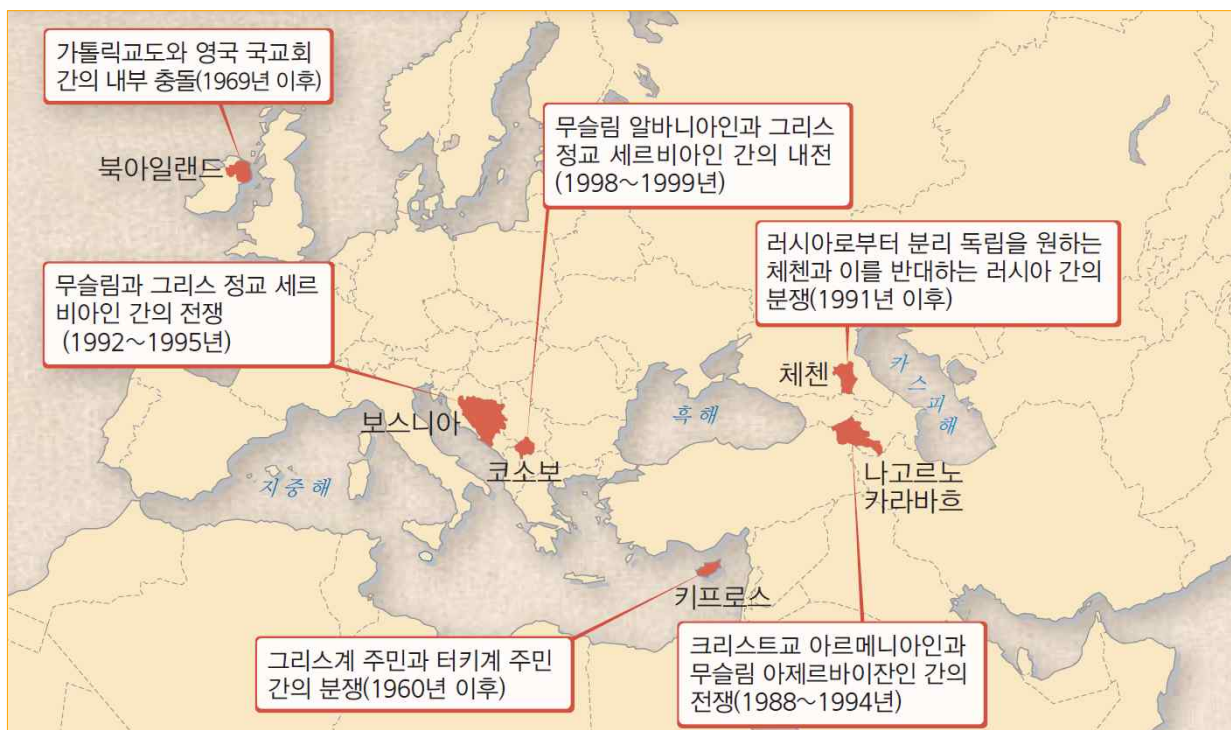 가톨릭교도와 영국 국교회
간의 내부 충돌(1969년 이후)
북아일랜드
무슬림 알바니아인과 그리스
정교 세르비아인 간의 내전
(1998～1999년)
러시아로부터 분리 독립을 원하는
체첸과 이를 반대하는 러시아 간의
분쟁(1991년 이후)
무슬림과 그리스 정교 세르
비아인 간의 전쟁
(1992～1995년)
체첸
카스피해
흑해
보스니아
코소보
나고르노
카라바흐
지중해
키프로스
그리스계 주민과 터키계 주민
간의 분쟁(1960년 이후)
크리스트교 아르메니아인과
무슬림 아제르바이잔인 간의
전쟁(1988～1994년)